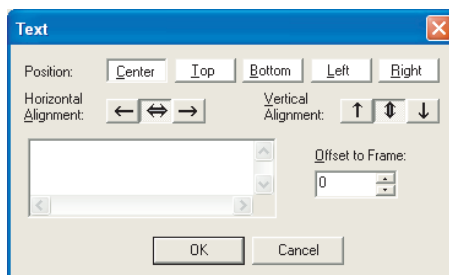 Text
Position: Center Top Bottom Left Right
Horizontal Alignment: ← ⇔ → Vertical Alignment: ↑ ⇕ ↓
Offset to Frame:
0
OK Cancel